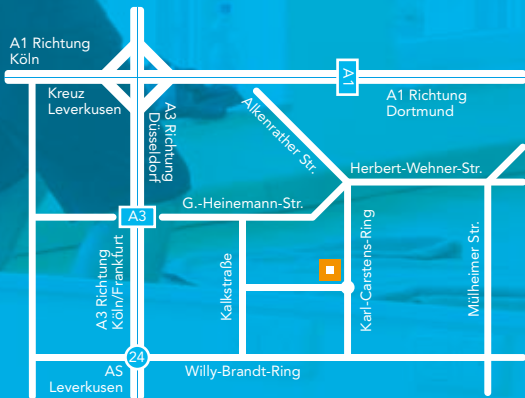 A1 Richtung
Köln
Kreuz
Leverkusen
A3 Richtung
Düsseldorf
A1
A1 Richtung
Dortmund
Alkenrather Str.
Herbert-Wehner-Str.
G.-Heinemann-Str.
A3
A3 Richtung
Köln/Frankfurt
Kalkstraße
Karl-Carstens-Ring
Mülheimer Str.
24
AS
Leverkusen
Willy-Brandt-Ring